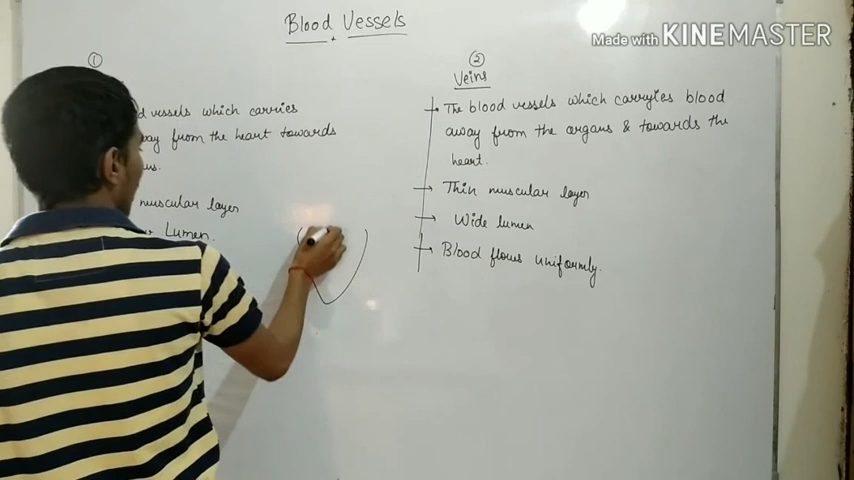 Blood Vessels
Made with KINEMASTER
①
vessels which carries
from the heart towards
muscular layer
Lumen.
②
Veins
The blood vessels which carryies blood
away from the organs & towards the
heart.
Thin muscular layer
Wide lumen
Blood flows uniformly.